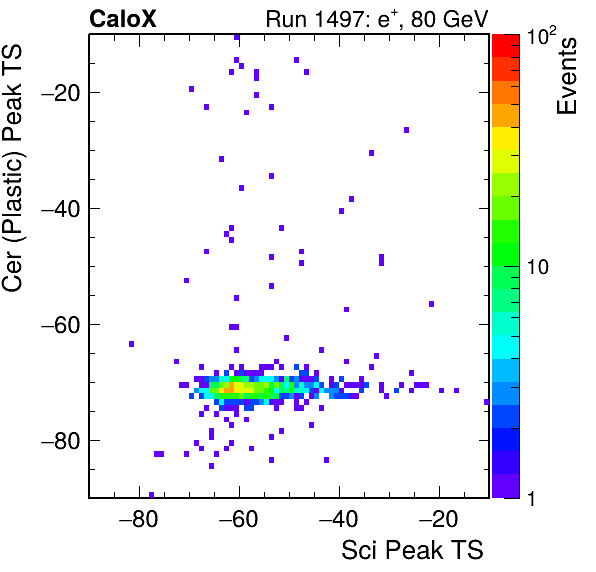 CaloX
Run 1497: e⁺, 80 GeV
Cer (Plastic) Peak TS
−20
−40
−60
−80
−80
−60
−40
−20
Sci Peak TS
10²
10
1
Events